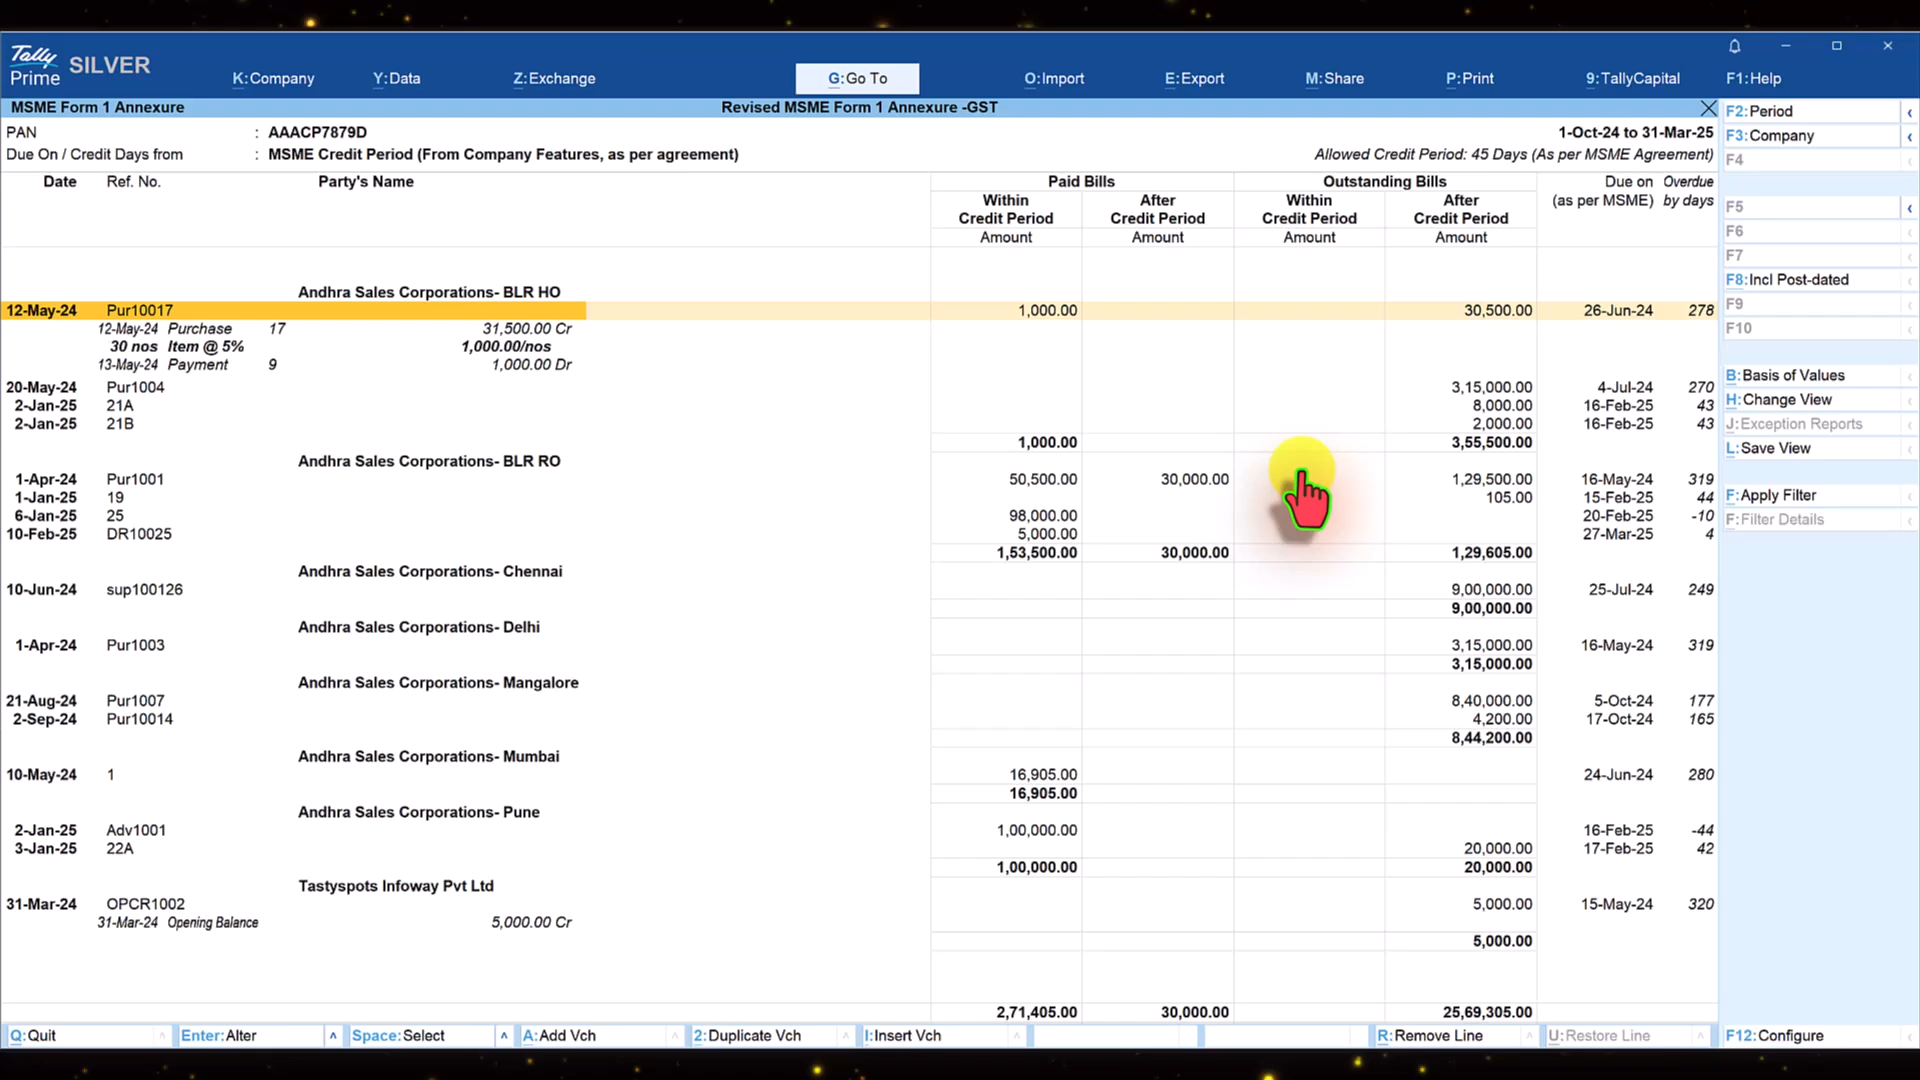 Tally
Prime SILVER
K:Company Y:Data Z:Exchange G:Go To O:Import E:Export M:Share P:Print 9:TallyCapital F1:Help
MSME Form 1 Annexure Revised MSME Form 1 Annexure -GST
PAN : AAACP7879D 1-Oct-24 to 31-Mar-25
Due On / Credit Days from : MSME Credit Period (From Company Features, as per agreement) Allowed Credit Period: 45 Days (As per MSME Agreement)
Date Ref. No. Party's Name Paid Bills Outstanding Bills Due on Overdue
Within After Within After (as per MSME) by days
Credit Period Credit Period Credit Period Credit Period
Amount Amount Amount Amount
Andhra Sales Corporations- BLR HO
12-May-24 Pur10017 1,000.00 30,500.00 26-Jun-24 278
12-May-24 Purchase 17 31,500.00 Cr
30 nos Item @ 5% 1,000.00/nos
13-May-24 Payment 9 1,000.00 Dr
20-May-24 Pur1004 3,15,000.00 4-Jul-24 270
2-Jan-25 21A 8,000.00 16-Feb-25 43
2-Jan-25 21B 2,000.00 16-Feb-25 43
1,000.00 3,55,500.00
Andhra Sales Corporations- BLR RO
1-Apr-24 Pur1001 50,500.00 30,000.00 1,29,500.00 16-May-24 319
1-Jan-25 19 105.00 15-Feb-25 44
6-Jan-25 25 98,000.00 20-Feb-25 -10
10-Feb-25 DR10025 5,000.00 27-Mar-25 4
1,53,500.00 30,000.00 1,29,605.00
Andhra Sales Corporations- Chennai
10-Jun-24 sup100126 9,00,000.00 25-Jul-24 249
9,00,000.00
Andhra Sales Corporations- Delhi
1-Apr-24 Pur1003 3,15,000.00 16-May-24 319
3,15,000.00
Andhra Sales Corporations- Mangalore
21-Aug-24 Pur1007 8,40,000.00 5-Oct-24 177
2-Sep-24 Pur10014 4,200.00 17-Oct-24 165
8,44,200.00
Andhra Sales Corporations- Mumbai
10-May-24 1 16,905.00 24-Jun-24 280
16,905.00
Andhra Sales Corporations- Pune
2-Jan-25 Adv1001 1,00,000.00 16-Feb-25 -44
3-Jan-25 22A 20,000.00 17-Feb-25 42
1,00,000.00 20,000.00
Tastyspots Infoway Pvt Ltd
31-Mar-24 OPCR1002 5,000.00 15-May-24 320
31-Mar-24 Opening Balance 5,000.00 Cr
5,000.00
2,71,405.00 30,000.00 25,69,305.00
F2:Period
F3:Company
F4
F5
F6
F7
F8:Incl Post-dated
F9
F10
B:Basis of Values
H:Change View
J:Exception Reports
L:Save View
F:Apply Filter
F:Filter Details
Q:Quit Enter:Alter Space:Select A:Add Vch 2:Duplicate Vch I:Insert Vch R:Remove Line U:Restore Line F12:Configure